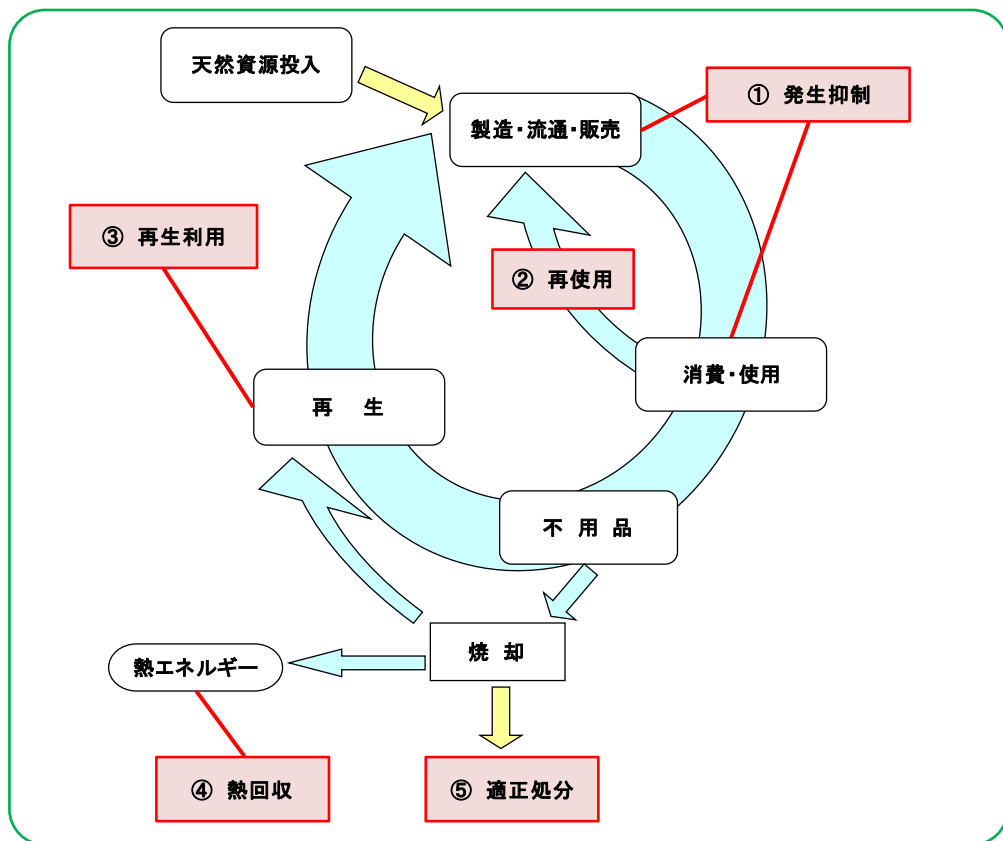 天然資源投入
① 発生抑制
製造・流通・販売
③ 再生利用
② 再使用
消費・使用
再 生
不 用 品
焼 却
熱エネルギー
④ 熱回収
⑤ 適正処分